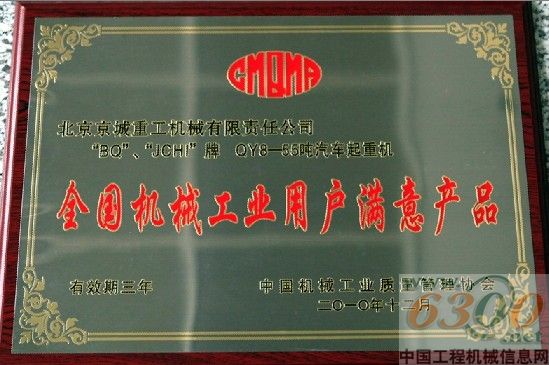 CMQMA
北京京城重工机械有限责任公司
“BQ”、“JCHI”牌 QY8—55吨汽车起重机
全国机械工业用户满意产品
有效期三年
中国机械工业质量管理协会
二〇一〇年十二月
6300
.net
中国工程机械信息网